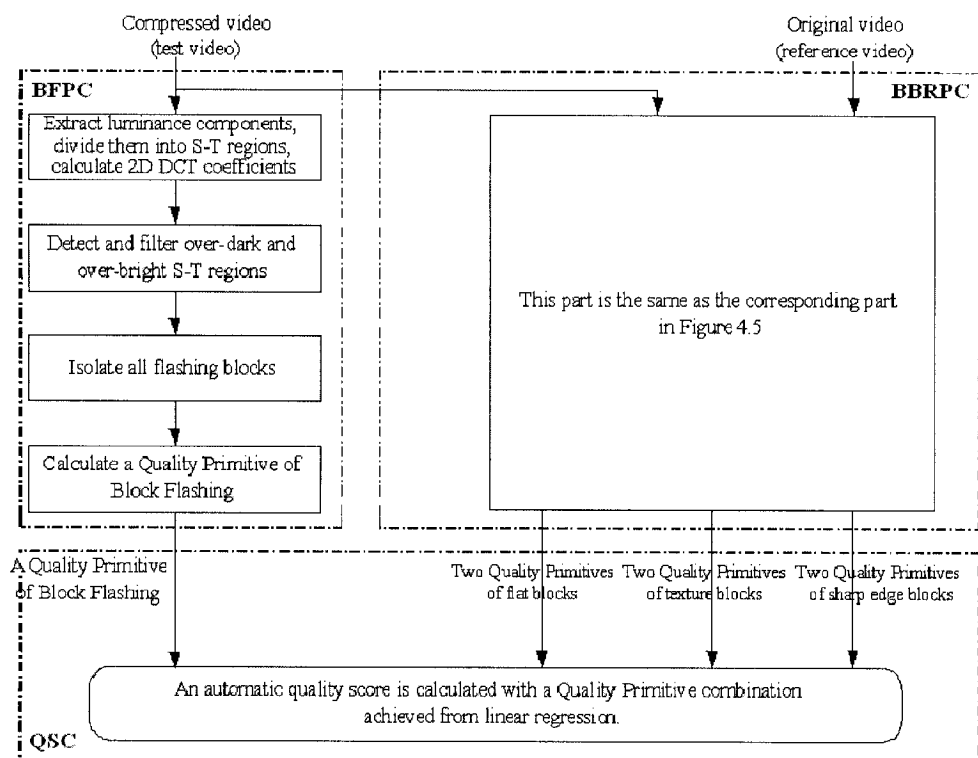 Compressed video
(test video)
Original video
(reference video)
BFPC
BBRPC
Extract luminance components,
divide them into S-T regions,
calculate 2D DCT coefficients
Detect and filter over-dark and
over-bright S-T regions
This part is the same as the corresponding part
in Figure 4.5
Isolate all flashing blocks
Calculate a Quality Primitive of
Block Flashing
A Quality Primitive
of Block Flashing
Two Quality Primitives
of flat blocks
Two Quality Primitives
of texture blocks
Two Quality Primitives
of sharp edge blocks
An automatic quality score is calculated with a Quality Primitive combination
achieved from linear regression.
QSC